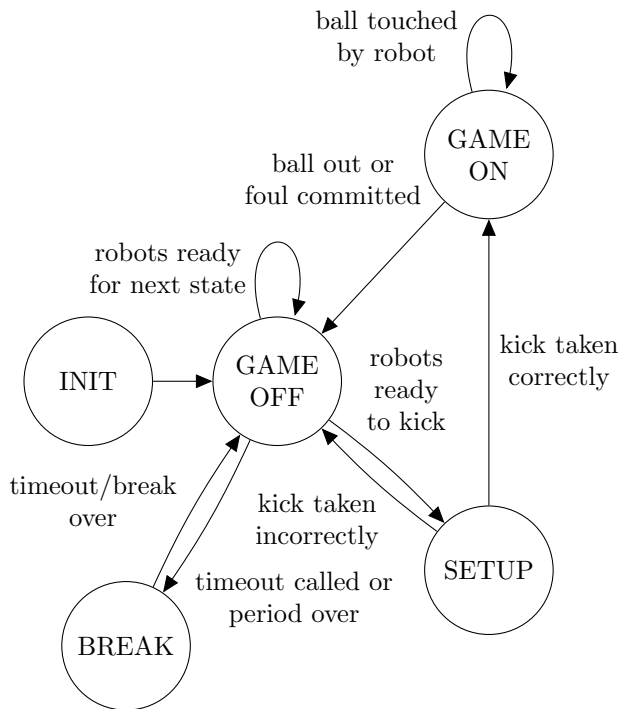 ball touched
by robot
GAME
ON
ball out or
foul committed
robots ready
for next state
INIT
GAME
OFF
robots
ready
to kick
kick taken
correctly
timeout/break
over
kick taken
incorrectly
timeout called or
period over
SETUP
BREAK